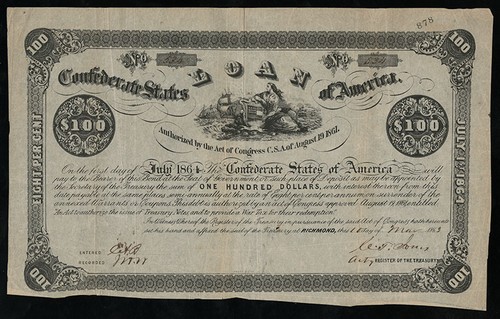 878
100
100
No
No
LOAN
Confederate States
of America.
Authorized by the Act of Congress C.S.A. of August 19 1861.
$100
$100
EIGHT PER CENT
JULY 1st 1864
On the first day of July 1864 The Confederate States of America will
pay to the Bearer of this Bond at the Seat of Government or such place of Deposit as may be appointed by
the Secretary of the Treasury the sum of ONE HUNDRED DOLLARS, with interest thereon from this
date payable at the same places semi-annually at the rate of Eight per cent per annum on surrender of the
annexed Warrants or Coupons. This debt is authorized by an act of Congress approved August 19 1861 entitled
An Act to authorize the issue of Treasury Notes, and to provide a War Tax for their redemption.
In Witness Whereof the Register of the Treasury in pursuance of the said Act of Congress hath hereunto
set his hand and affixed the seal of the Treasury at RICHMOND, this day of 1863
ENTERED
RECORDED
REGISTER OF THE TREASURY
100
100